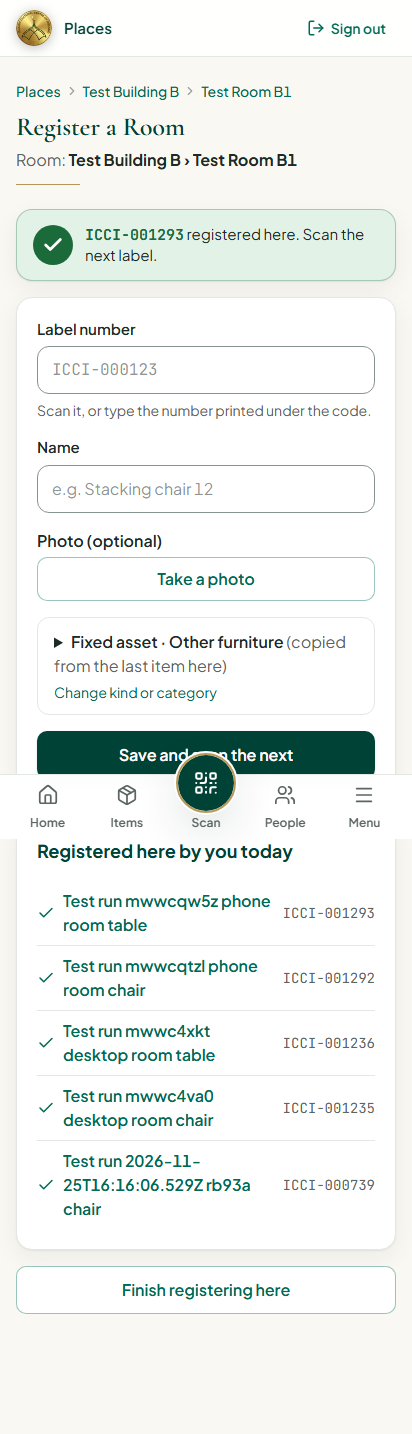 Places
Sign out
Places > Test Building B > Test Room B1
Register a Room
Room: Test Building B › Test Room B1
ICCI-001293 registered here. Scan the
next label.
Label number
ICCI-000123
Scan it, or type the number printed under the code.
Name
e.g. Stacking chair 12
Photo (optional)
Take a photo
Fixed asset · Other furniture (copied
from the last item here)
Change kind or category
Save and scan the next
Home
Items
Scan
People
Menu
Registered here by you today
Test run mwwcqw5z phone
room table
ICCI-001293
Test run mwwcqtzl phone
room chair
ICCI-001292
Test run mwwc4xkt
desktop room table
ICCI-001236
Test run mwwc4va0
desktop room chair
ICCI-001235
Test run 2026-11-
25T16:16:06.529Z rb93a
chair
ICCI-000739
Finish registering here